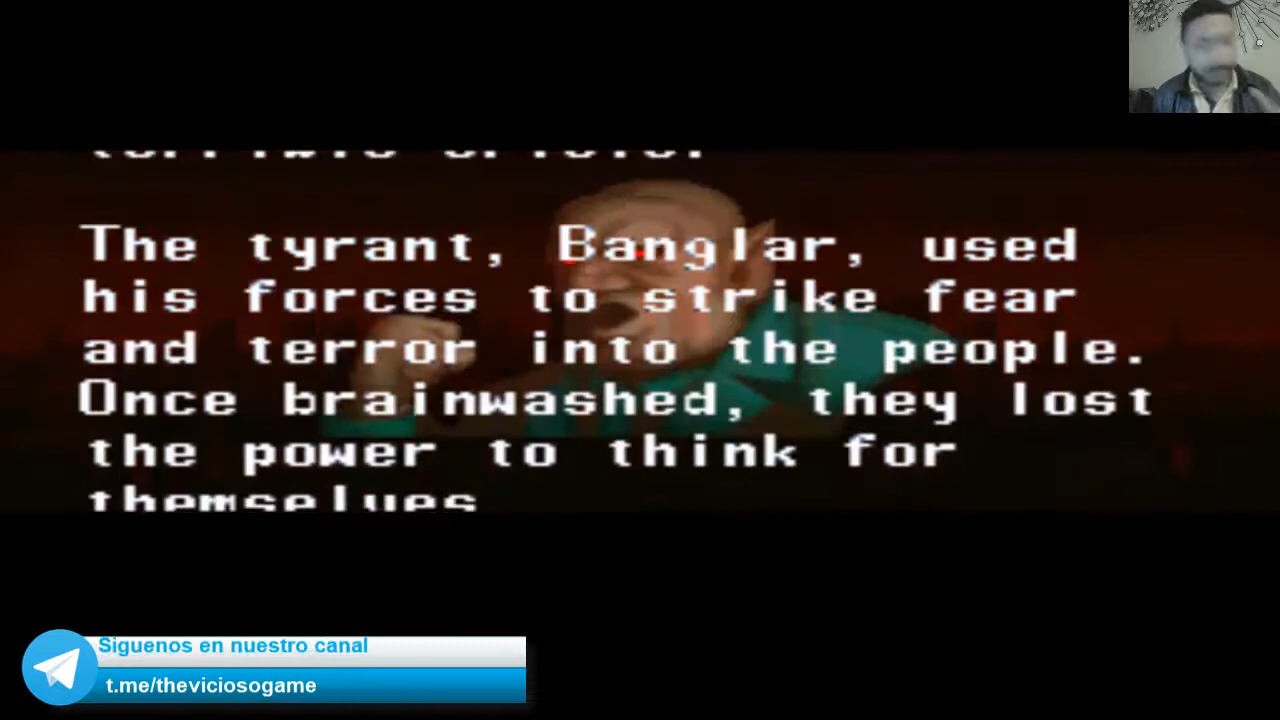 The tyrant, Banglar, used
his forces to strike fear
and terror into the people.
Once brainwashed, they lost
the power to think for
themselves
Siguenos en nuestro canal
t.me/theviciosogame